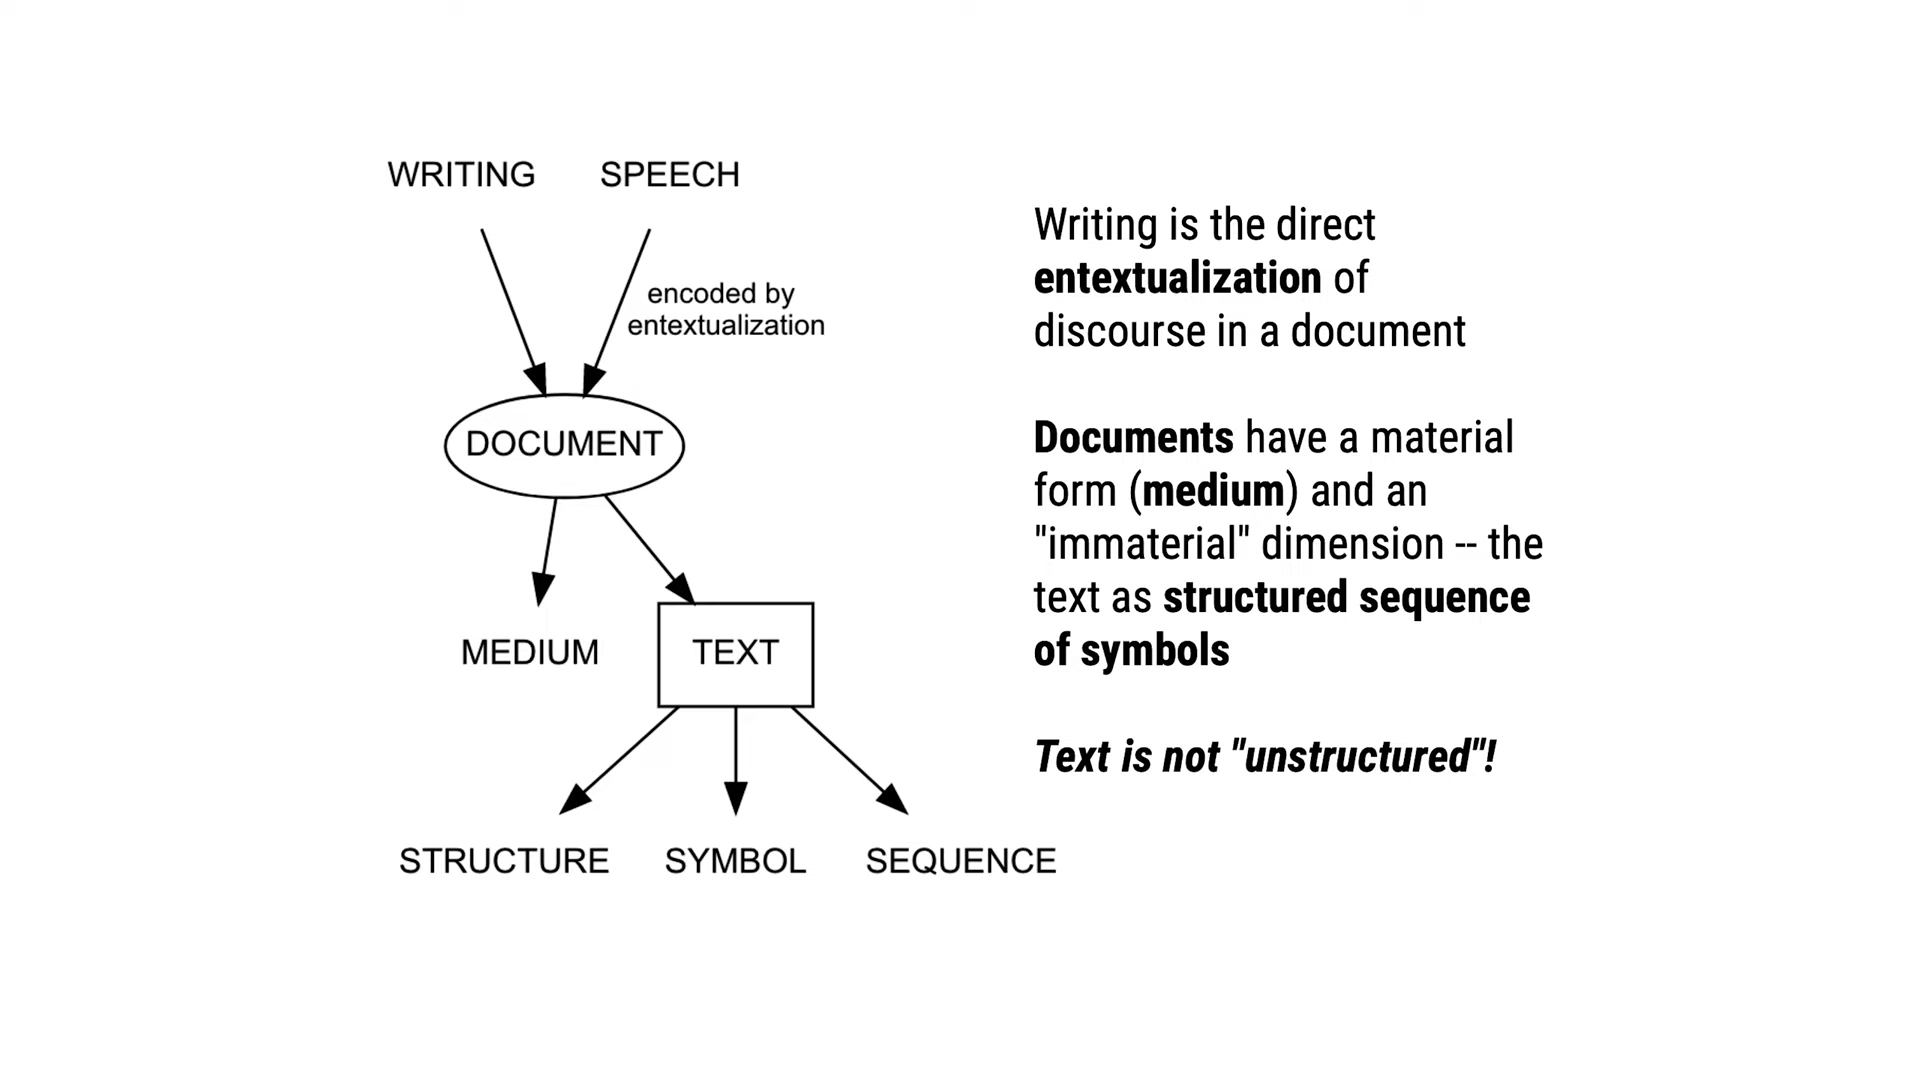 WRITING
SPEECH
encoded by
entextualization
DOCUMENT
MEDIUM
TEXT
STRUCTURE
SYMBOL
SEQUENCE
Writing is the direct
entextualization of
discourse in a document
Documents have a material
form (medium) and an
"immaterial" dimension -- the
text as structured sequence
of symbols
Text is not "unstructured"!